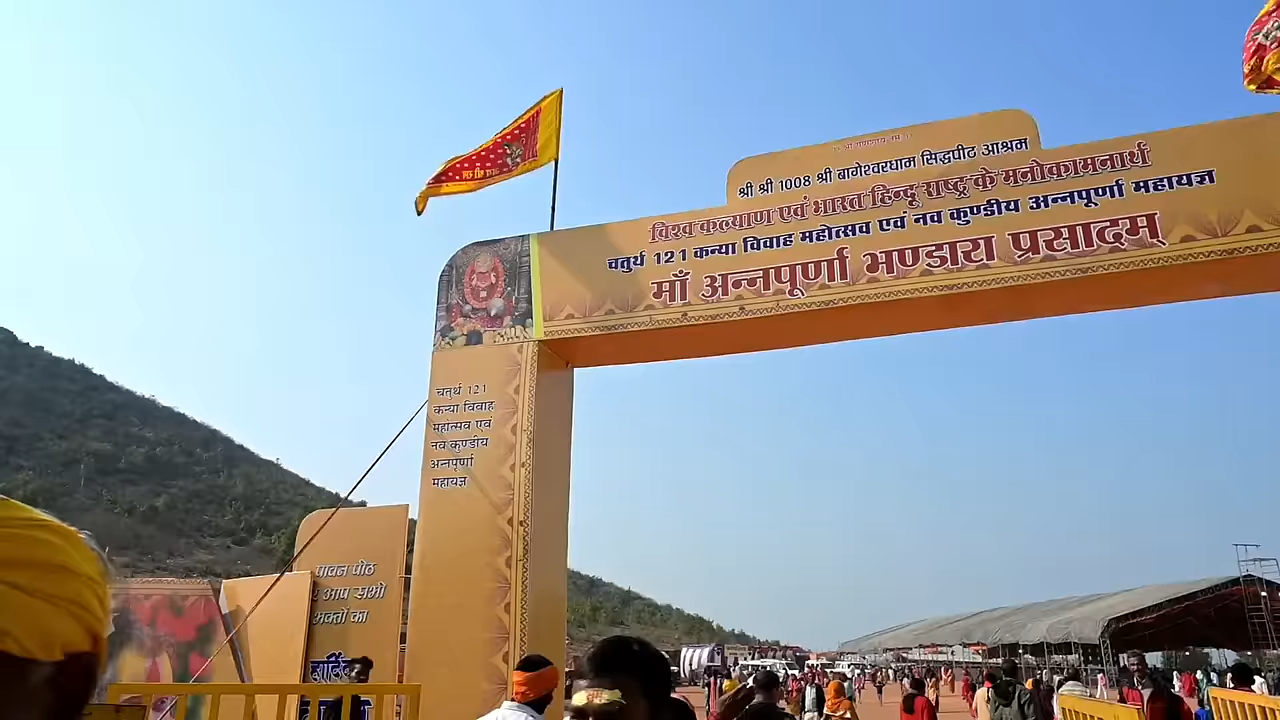 श्री श्री 1008 श्री बागेश्वरधाम सिद्धपीठ आश्रम
विश्व कल्याण एवं भारत हिन्दू राष्ट्र के मनोकामनार्थ
चतुर्थ 121 कन्या विवाह महोत्सव एवं नव कुण्डीय अन्नपूर्णा महायज्ञ
माँ अन्नपूर्णा भण्डारा प्रसादम्
चतुर्थ 121
कन्या विवाह
महोत्सव एवं
नव कुण्डीय
अन्नपूर्णा
महायज्ञ
पावन पीठ
आप सभी
भक्तों का
हार्दिक